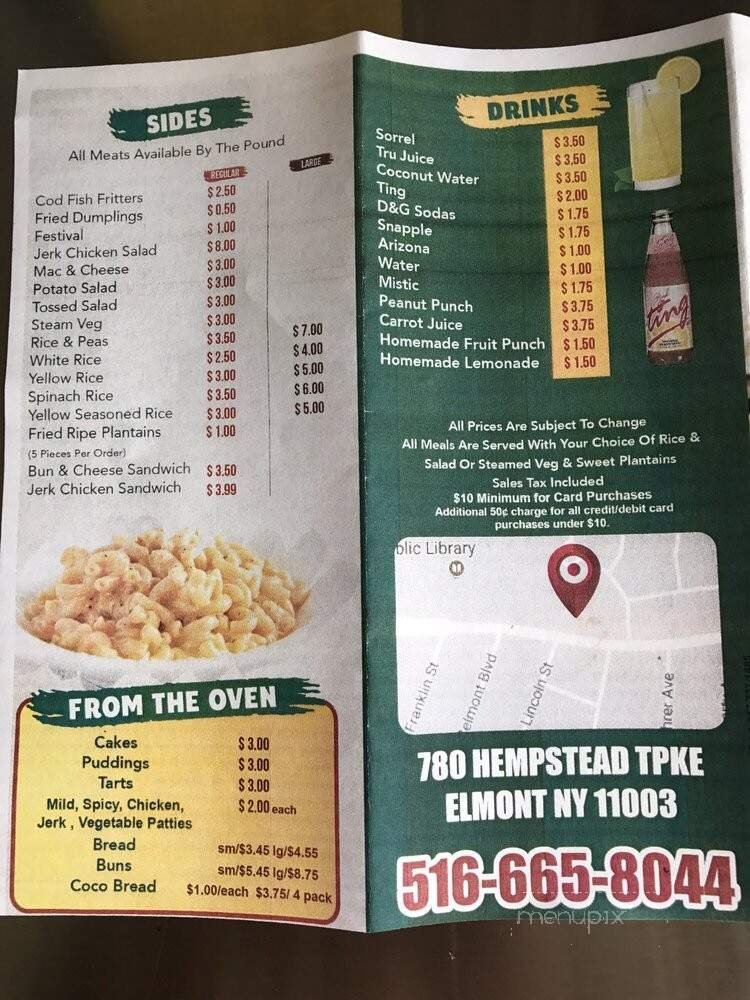 SIDES
All Meats Available By The Pound
REGULAR LARGE
Cod Fish Fritters $2.50
Fried Dumplings $0.50
Festival $1.00
Jerk Chicken Salad $8.00
Mac & Cheese $3.00
Potato Salad $3.00
Tossed Salad $3.00
Steam Veg $3.00
Rice & Peas $3.50 $7.00
White Rice $2.50 $4.00
Yellow Rice $3.00 $5.00
Spinach Rice $3.50 $6.00
Yellow Seasoned Rice $3.00 $5.00
Fried Ripe Plantains $1.00
(5 Pieces Per Order)
Bun & Cheese Sandwich $3.50
Jerk Chicken Sandwich $3.99
FROM THE OVEN
Cakes $3.00
Puddings $3.00
Tarts $3.00
Mild, Spicy, Chicken, $2.00 each
Jerk , Vegetable Patties
Bread sm/$3.45 lg/$4.55
Buns sm/$5.45 lg/$8.75
Coco Bread $1.00/each $3.75/ 4 pack
DRINKS
Sorrel $3.50
Tru Juice $3.50
Coconut Water $3.50
Ting $2.00
D&G Sodas $1.75
Snapple $1.75
Arizona $1.00
Water $1.00
Mistic $1.75
Peanut Punch $3.75
Carrot Juice $3.75
Homemade Fruit Punch $1.50
Homemade Lemonade $1.50
Ting
All Prices Are Subject To Change
All Meals Are Served With Your Choice Of Rice &
Salad Or Steamed Veg & Sweet Plantains
Sales Tax Included
$10 Minimum for Card Purchases
Additional 50¢ charge for all credit/debit card
purchases under $10.
blic Library
Franklin St
elmont Blvd
Lincoln St
hrer Ave
780 HEMPSTEAD TPKE
ELMONT NY 11003
516-665-8044
menupix